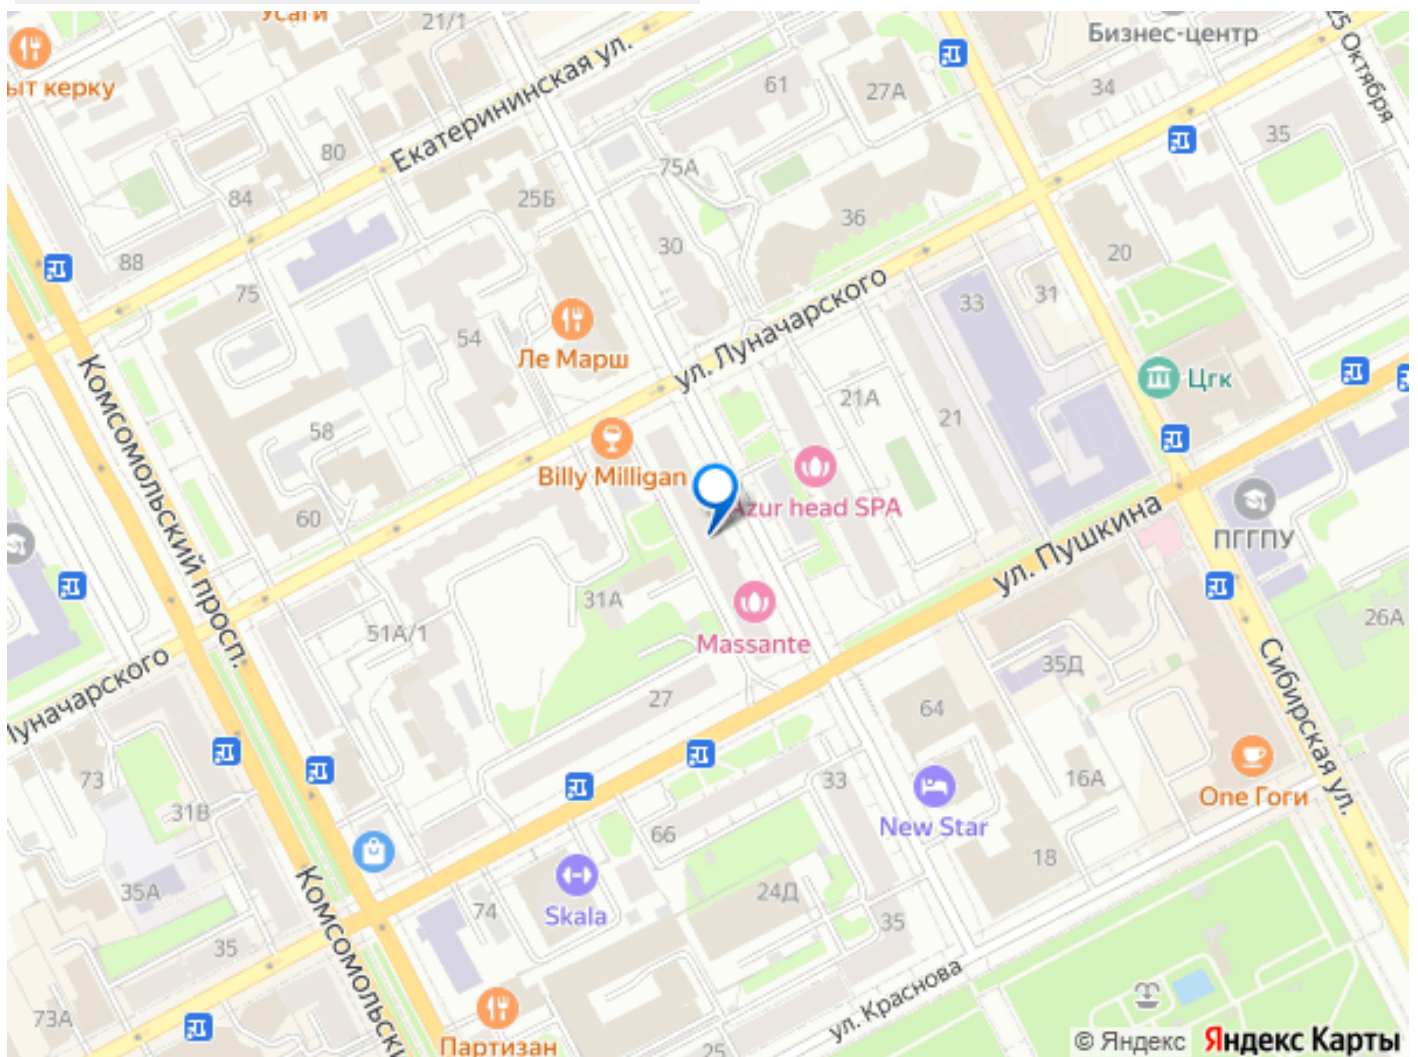 Усаги
21/1
Бизнес-центр
25 Октября
ыт керку
Екатерининская ул.
61
27А
34
35
80
75А
84
25Б
36
30
88
20
75
33
31
54
Ле Марш
ул. Луначарского
Цгк
Комсомольский просп.
58
21А
21
Billy Milligan
Azur head SPA
60
ул. Пушкина
ПГГПУ
31А
51А/1
Massante
26А
35Д
Луначарского
27
64
Сибирская ул.
73
31В
33
16А
One Гоги
New Star
66
35А
18
24Д
74
Skala
35
35
Комсомольски
ул. Краснова
73А
Партизан
25
© Яндекс Яндекс Карты